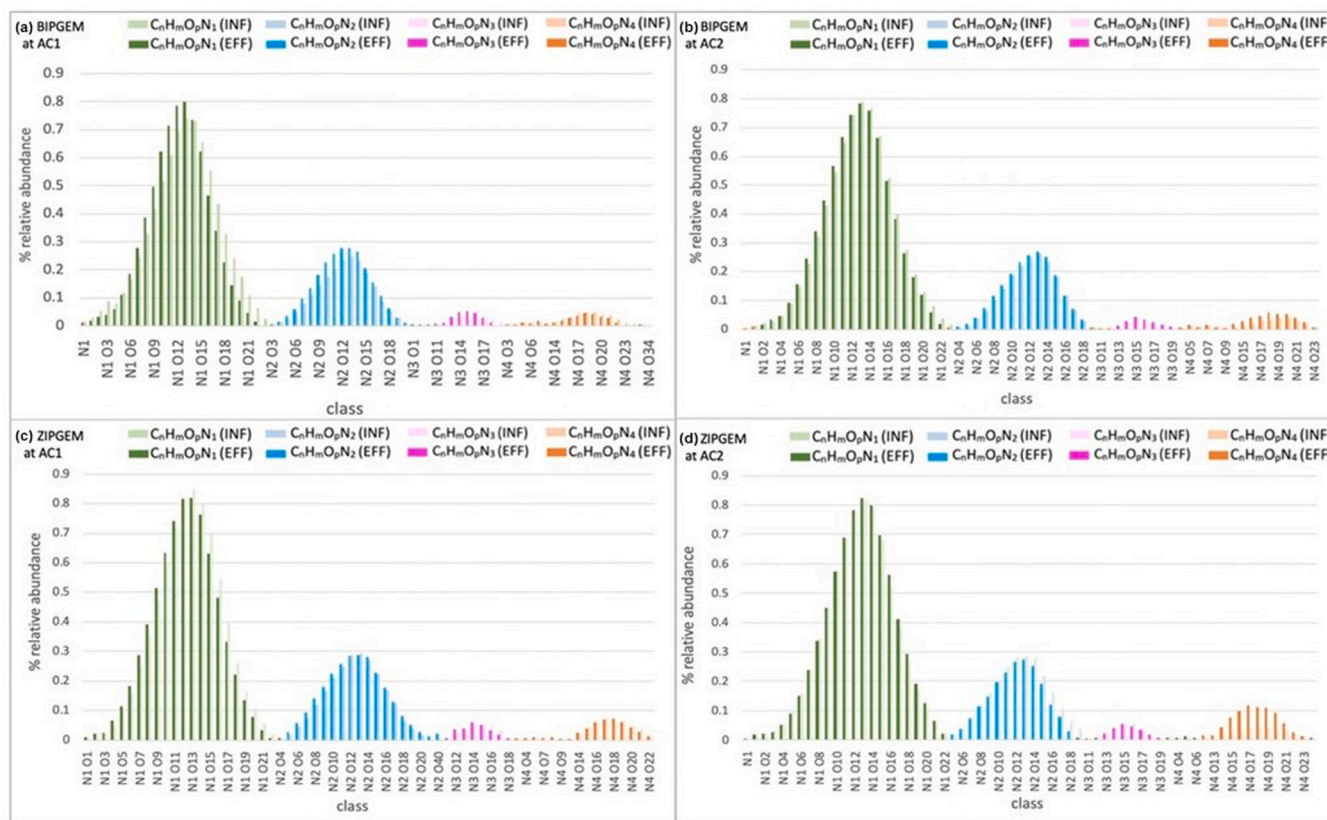 (a) BIPGEM at AC1
CₙHₘOₚN₁ (INF) CₙHₘOₚN₂ (INF) CₙHₘOₚN₃ (INF) CₙHₘOₚN₄ (INF)
CₙHₘOₚN₁ (EFF) CₙHₘOₚN₂ (EFF) CₙHₘOₚN₃ (EFF) CₙHₘOₚN₄ (EFF)
% relative abundance
0.9
0.8
0.7
0.6
0.5
0.4
0.3
0.2
0.1
0
N1 N1 O3 N1 O6 N1 O9 N1 O12 N1 O15 N1 O18 N1 O21 N2 O3 N2 O6 N2 O9 N2 O12 N2 O15 N2 O18 N3 O1 N3 O11 N3 O14 N3 O17 N4 O3 N4 O6 N4 O14 N4 O17 N4 O20 N4 O23 N4 O34
class
(b) BIPGEM at AC2
CₙHₘOₚN₁ (INF) CₙHₘOₚN₂ (INF) CₙHₘOₚN₃ (INF) CₙHₘOₚN₄ (INF)
CₙHₘOₚN₁ (EFF) CₙHₘOₚN₂ (EFF) CₙHₘOₚN₃ (EFF) CₙHₘOₚN₄ (EFF)
% relative abundance
0.9
0.8
0.7
0.6
0.5
0.4
0.3
0.2
0.1
0
N1 N1 O2 N1 O4 N1 O6 N1 O8 N1 O10 N1 O12 N1 O14 N1 O16 N1 O18 N1 O20 N1 O22 N2 O4 N2 O6 N2 O8 N2 O10 N2 O12 N2 O14 N2 O16 N2 O18 N3 O11 N3 O13 N3 O15 N3 O17 N3 O19 N4 O5 N4 O7 N4 O9 N4 O15 N4 O17 N4 O19 N4 O21 N4 O23
class
(c) ZIPGEM at AC1
CₙHₘOₚN₁ (INF) CₙHₘOₚN₂ (INF) CₙHₘOₚN₃ (INF) CₙHₘOₚN₄ (INF)
CₙHₘOₚN₁ (EFF) CₙHₘOₚN₂ (EFF) CₙHₘOₚN₃ (EFF) CₙHₘOₚN₄ (EFF)
% relative abundance
0.9
0.8
0.7
0.6
0.5
0.4
0.3
0.2
0.1
0
N1 O1 N1 O3 N1 O5 N1 O7 N1 O9 N1 O11 N1 O13 N1 O15 N1 O17 N1 O19 N1 O21 N2 O4 N2 O6 N2 O8 N2 O10 N2 O12 N2 O14 N2 O16 N2 O18 N2 O20 N2 O40 N3 O12 N3 O14 N3 O16 N3 O18 N4 O4 N4 O7 N4 O9 N4 O14 N4 O16 N4 O18 N4 O20 N4 O22
class
(d) ZIPGEM at AC2
CₙHₘOₚN₁ (INF) CₙHₘOₚN₂ (INF) CₙHₘOₚN₃ (INF) CₙHₘOₚN₄ (INF)
CₙHₘOₚN₁ (EFF) CₙHₘOₚN₂ (EFF) CₙHₘOₚN₃ (EFF) CₙHₘOₚN₄ (EFF)
% relative abundance
0.9
0.8
0.7
0.6
0.5
0.4
0.3
0.2
0.1
0
N1 N1 O2 N1 O4 N1 O6 N1 O8 N1 O10 N1 O12 N1 O14 N1 O16 N1 O18 N1 O20 N1 O22 N2 O4 N2 O6 N2 O8 N2 O10 N2 O12 N2 O14 N2 O16 N2 O18 N3 O11 N3 O13 N3 O15 N3 O17 N3 O19 N4 O4 N4 O6 N4 O13 N4 O15 N4 O17 N4 O19 N4 O21 N4 O23
class